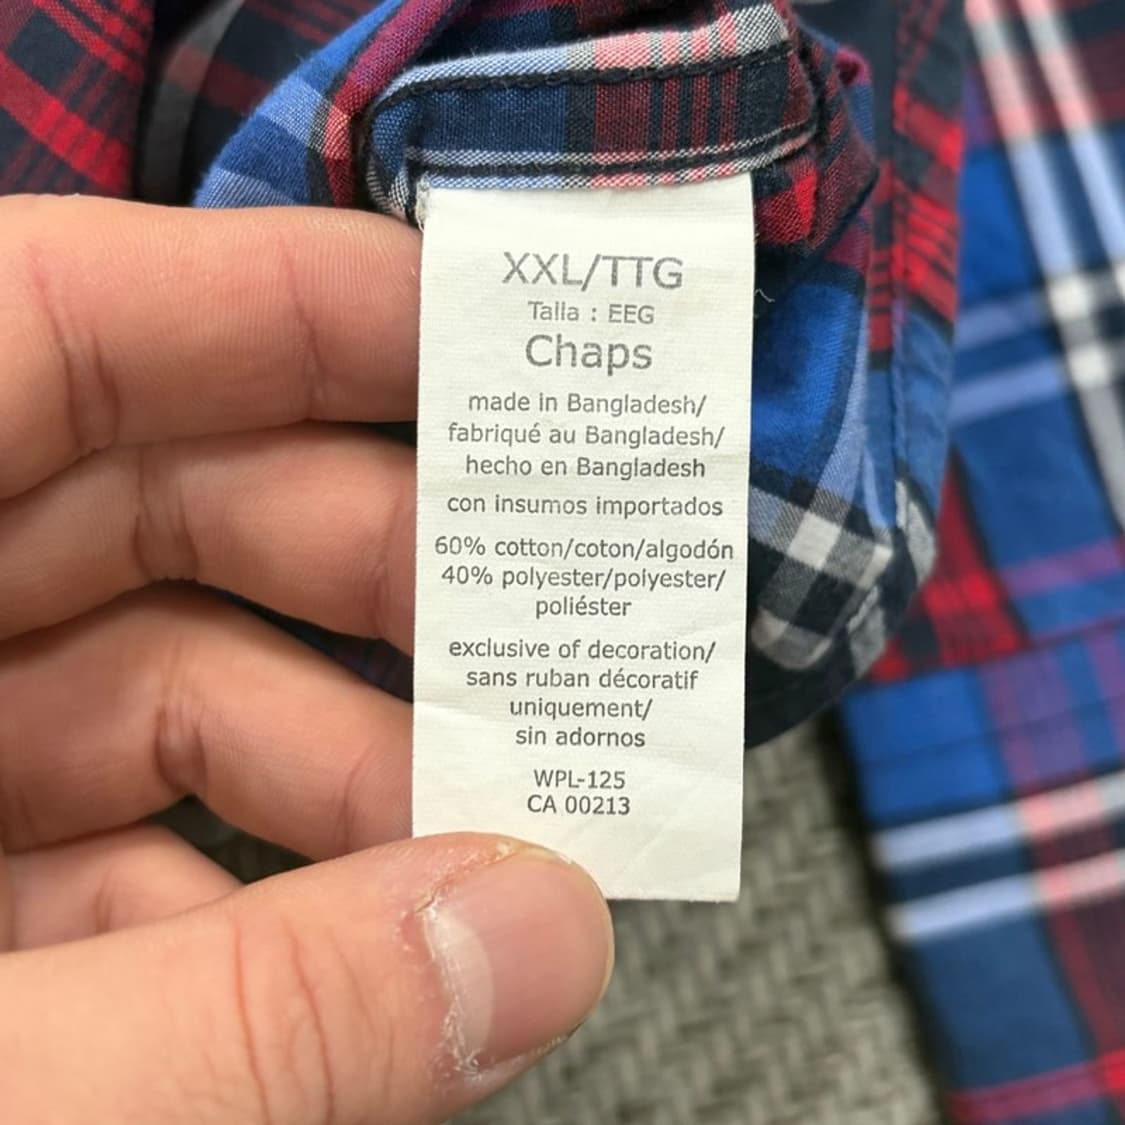 XXL/TTG
Talla : EEG
Chaps
made in Bangladesh/
fabriqué au Bangladesh/
hecho en Bangladesh
con insumos importados
60% cotton/coton/algodón
40% polyester/polyester/
poliéster
exclusive of decoration/
sans ruban décoratif
uniquement/
sin adornos
WPL-125
CA 00213